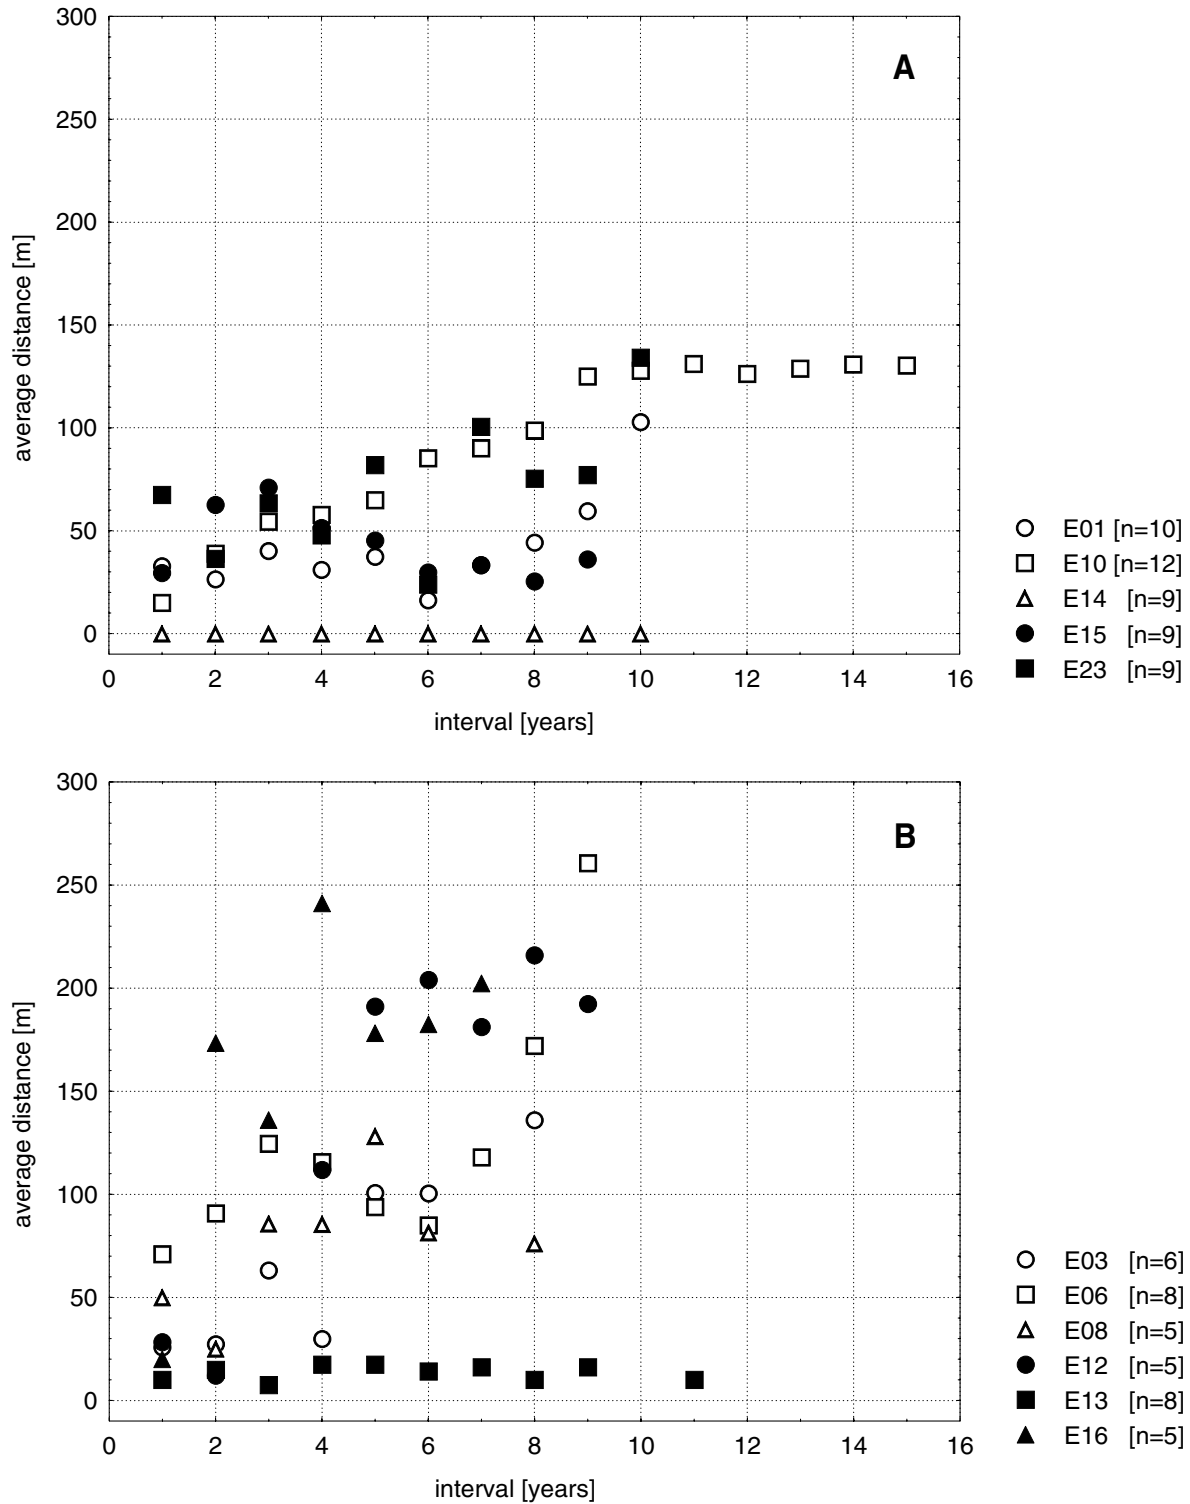 300
A
250
200
150
100
50
0
average distance [m]
0 2 4 6 8 10 12 14 16
interval [years]
E01 [n=10]
E10 [n=12]
E14 [n=9]
E15 [n=9]
E23 [n=9]
300
B
250
200
150
100
50
0
average distance [m]
0 2 4 6 8 10 12 14 16
interval [years]
E03 [n=6]
E06 [n=8]
E08 [n=5]
E12 [n=5]
E13 [n=8]
E16 [n=5]